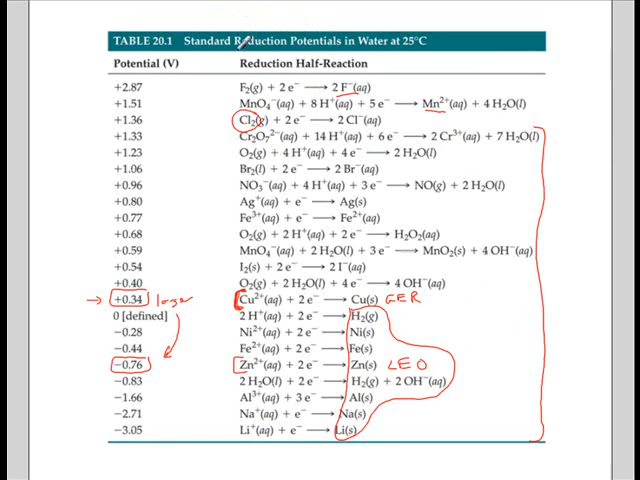 TABLE 20.1 Standard Reduction Potentials in Water at 25°C
Potential (V) Reduction Half-Reaction
+2.87 F₂(g) + 2 e⁻ ⟶ 2 F⁻(aq)
+1.51 MnO₄⁻(aq) + 8 H⁺(aq) + 5 e⁻ ⟶ Mn²⁺(aq) + 4 H₂O(l)
+1.36 Cl₂(g) + 2 e⁻ ⟶ 2 Cl⁻(aq)
+1.33 Cr₂O₇²⁻(aq) + 14 H⁺(aq) + 6 e⁻ ⟶ 2 Cr³⁺(aq) + 7 H₂O(l)
+1.23 O₂(g) + 4 H⁺(aq) + 4 e⁻ ⟶ 2 H₂O(l)
+1.06 Br₂(l) + 2 e⁻ ⟶ 2 Br⁻(aq)
+0.96 NO₃⁻(aq) + 4 H⁺(aq) + 3 e⁻ ⟶ NO(g) + 2 H₂O(l)
+0.80 Ag⁺(aq) + e⁻ ⟶ Ag(s)
+0.77 Fe³⁺(aq) + e⁻ ⟶ Fe²⁺(aq)
+0.68 O₂(g) + 2 H⁺(aq) + 2 e⁻ ⟶ H₂O₂(aq)
+0.59 MnO₄⁻(aq) + 2 H₂O(l) + 3 e⁻ ⟶ MnO₂(s) + 4 OH⁻(aq)
+0.54 I₂(s) + 2 e⁻ ⟶ 2 I⁻(aq)
+0.40 O₂(g) + 2 H₂O(l) + 4 e⁻ ⟶ 4 OH⁻(aq)
→ +0.34 Cu²⁺(aq) + 2 e⁻ ⟶ Cu(s) GER
0 [defined] 2 H⁺(aq) + 2 e⁻ ⟶ H₂(g)
−0.28 Ni²⁺(aq) + 2 e⁻ ⟶ Ni(s)
−0.44 Fe²⁺(aq) + 2 e⁻ ⟶ Fe(s)
−0.76 Zn²⁺(aq) + 2 e⁻ ⟶ Zn(s) LEO
−0.83 2 H₂O(l) + 2 e⁻ ⟶ H₂(g) + 2 OH⁻(aq)
−1.66 Al³⁺(aq) + 3 e⁻ ⟶ Al(s)
−2.71 Na⁺(aq) + e⁻ ⟶ Na(s)
−3.05 Li⁺(aq) + e⁻ ⟶ Li(s)